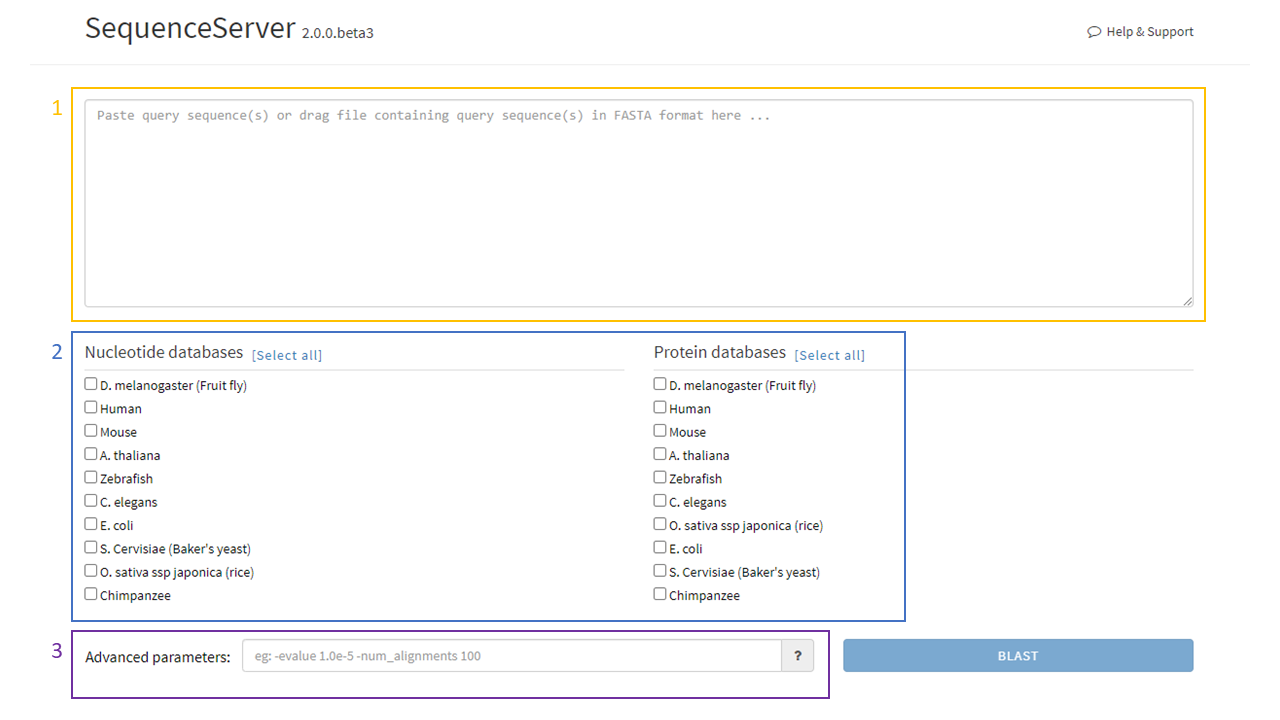 SequenceServer 2.0.0.beta3
Help & Support
1
Paste query sequence(s) or drag file containing query sequence(s) in FASTA format here ...
2
Nucleotide databases [Select all]
D. melanogaster (Fruit fly)
Human
Mouse
A. thaliana
Zebrafish
C. elegans
E. coli
S. Cervisiae (Baker's yeast)
O. sativa ssp japonica (rice)
Chimpanzee
Protein databases [Select all]
D. melanogaster (Fruit fly)
Human
Mouse
A. thaliana
Zebrafish
C. elegans
O. sativa ssp japonica (rice)
E. coli
S. Cervisiae (Baker's yeast)
Chimpanzee
3
Advanced parameters: eg: -evalue 1.0e-5 -num_alignments 100 ?
BLAST